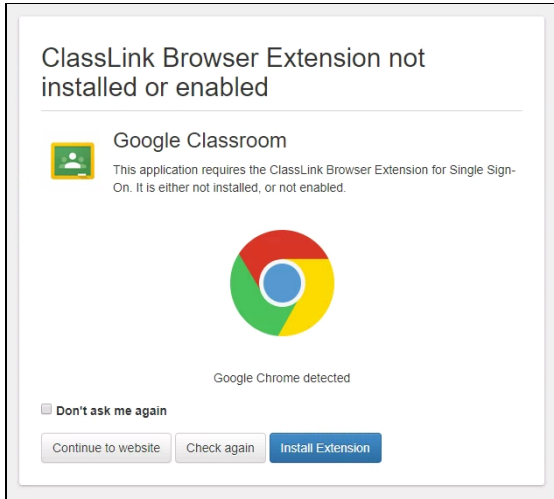 ClassLink Browser Extension not
installed or enabled
Google Classroom
This application requires the ClassLink Browser Extension for Single Sign-
On. It is either not installed, or not enabled.
Google Chrome detected
Don't ask me again
Continue to website
Check again
Install Extension